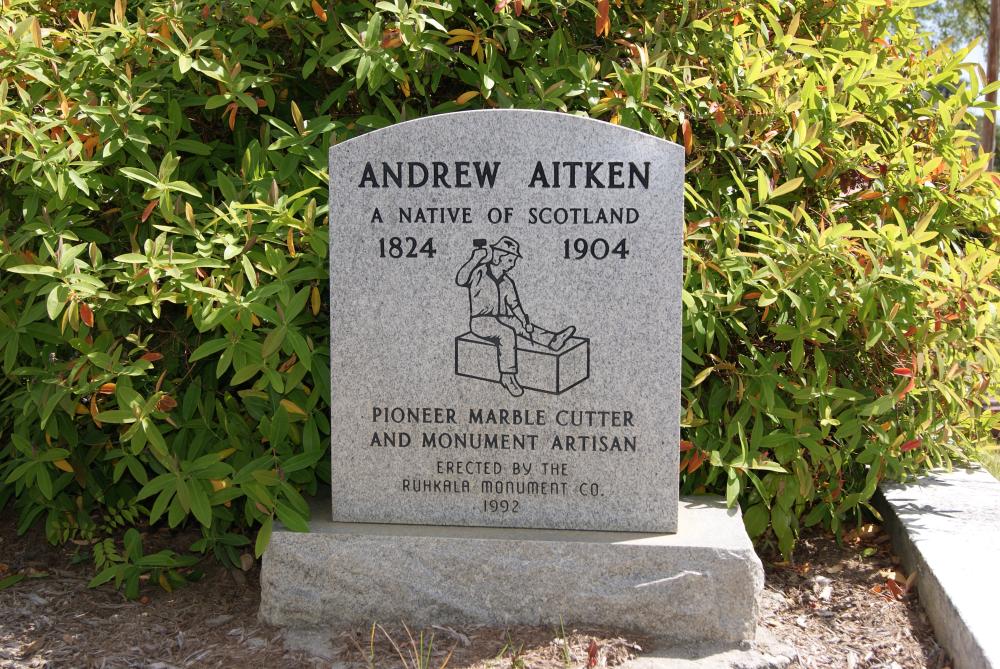 ANDREW AITKEN
A NATIVE OF SCOTLAND
1824 1904
PIONEER MARBLE CUTTER
AND MONUMENT ARTISAN
ERECTED BY THE
RUHKALA MONUMENT CO.
1992